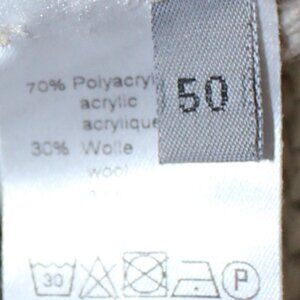 70% Polyacryl
acrylic
acrylique
30% Wolle
wool
50
30
P